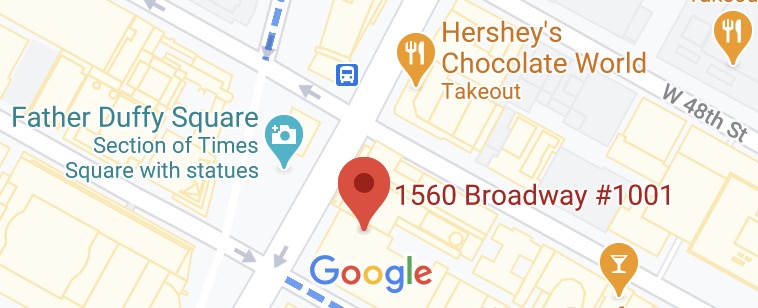 Hershey's
Chocolate World
Takeout
W 48th St
Father Duffy Square
Section of Times
Square with statues
1560 Broadway #1001
Google